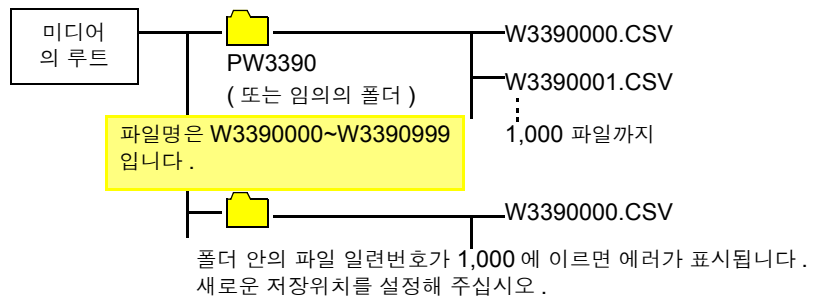 미디어
의 루트
PW3390
( 또는 임의의 폴더 )
W3390000.CSV
W3390001.CSV
1,000 파일까지
파일명은 W3390000~W3390999
입니다 .
W3390000.CSV
폴더 안의 파일 일련번호가 1,000 에 이르면 에러가 표시됩니다 .
새로운 저장위치를 설정해 주십시오 .